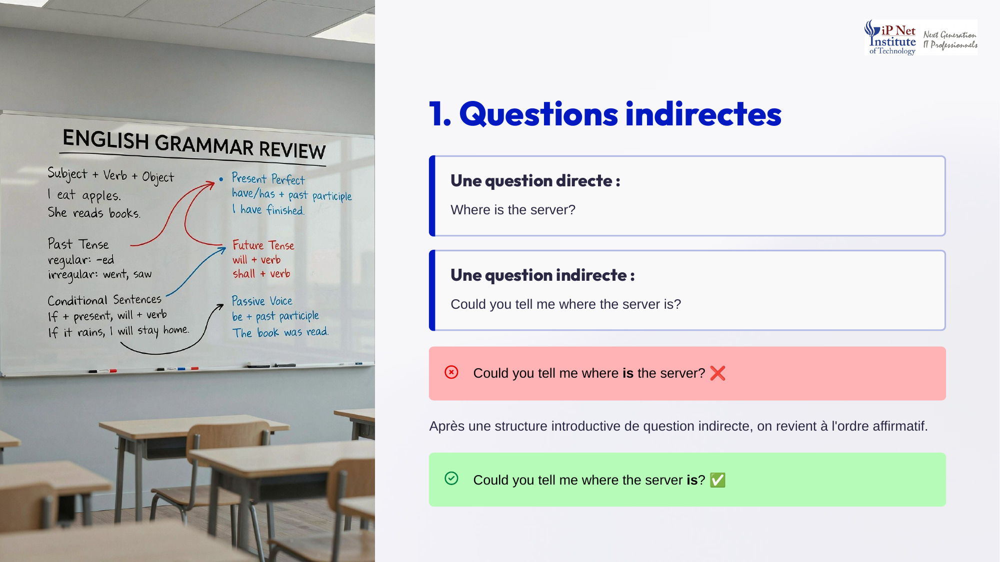 ENGLISH GRAMMAR REVIEW
Subject + Verb + Object
I eat apples.
She reads books.
Past Tense
regular: -ed
irregular: went, saw
Conditional Sentences
If + present, will + verb
If it rains, I will stay home.
• Present Perfect
have/has + past participle
I have finished.
Future Tense
will + verb
shall + verb
Passive Voice
be + past participle
The book was read.
iP Net
Institute
of Technology
Next Generation
IT Professionnels
1. Questions indirectes
Une question directe :
Where is the server?
Une question indirecte :
Could you tell me where the server is?
Could you tell me where is the server? ❌
Après une structure introductive de question indirecte, on revient à l'ordre affirmatif.
Could you tell me where the server is? ✅